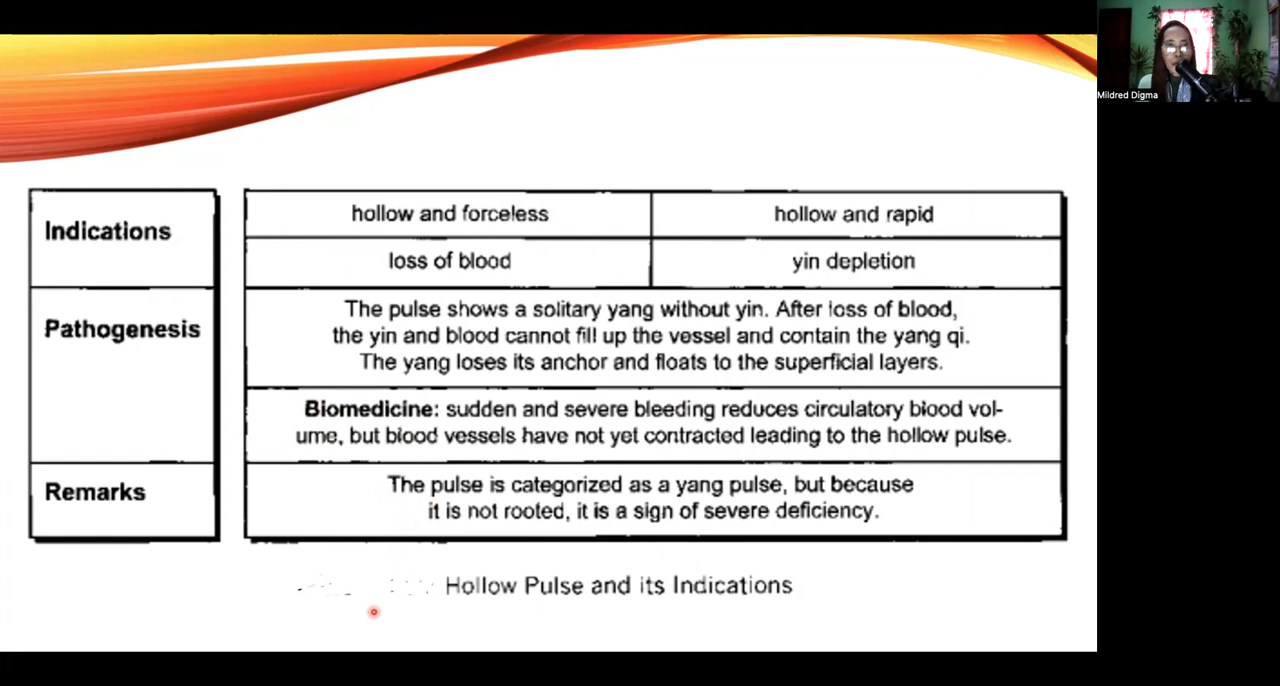 Mildred Digma
Indications
hollow and forceless
hollow and rapid
loss of blood
yin depletion
Pathogenesis
The pulse shows a solitary yang without yin. After loss of blood,
the yin and blood cannot fill up the vessel and contain the yang qi.
The yang loses its anchor and floats to the superficial layers.
Biomedicine: sudden and severe bleeding reduces circulatory blood vol-
ume, but blood vessels have not yet contracted leading to the hollow pulse.
Remarks
The pulse is categorized as a yang pulse, but because
it is not rooted, it is a sign of severe deficiency.
Hollow Pulse and its Indications